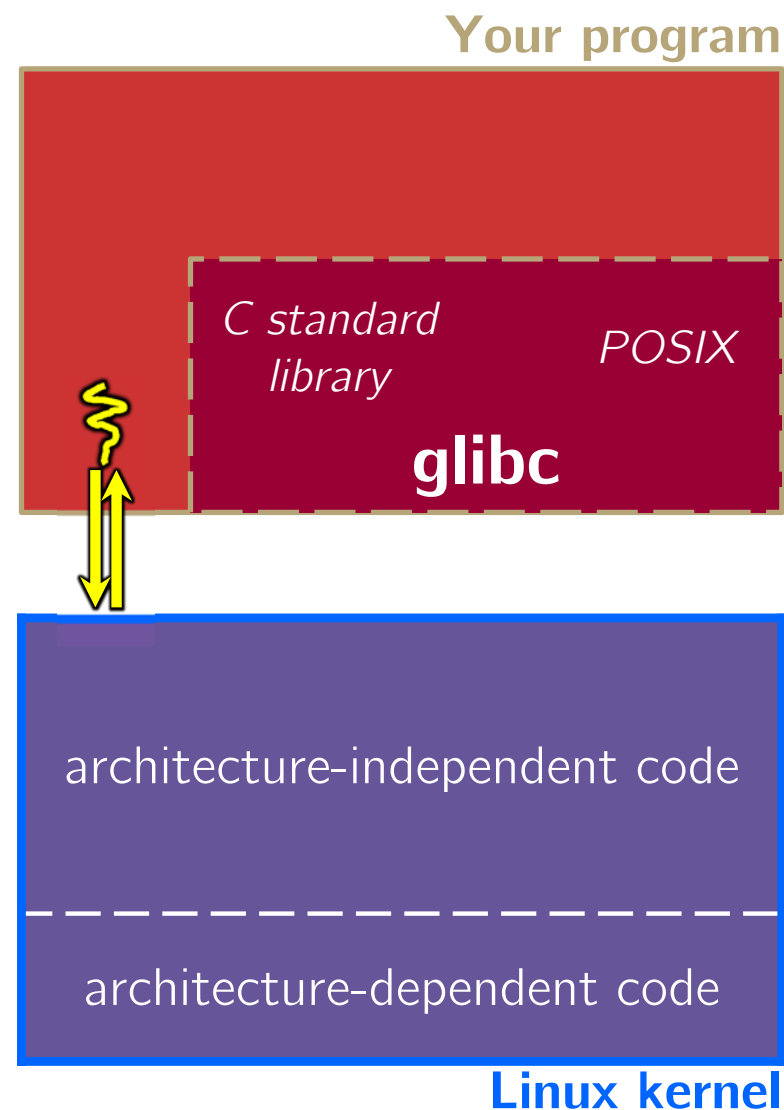 Your program
C standard
library
POSIX
glibc
architecture-independent code
architecture-dependent code
Linux kernel